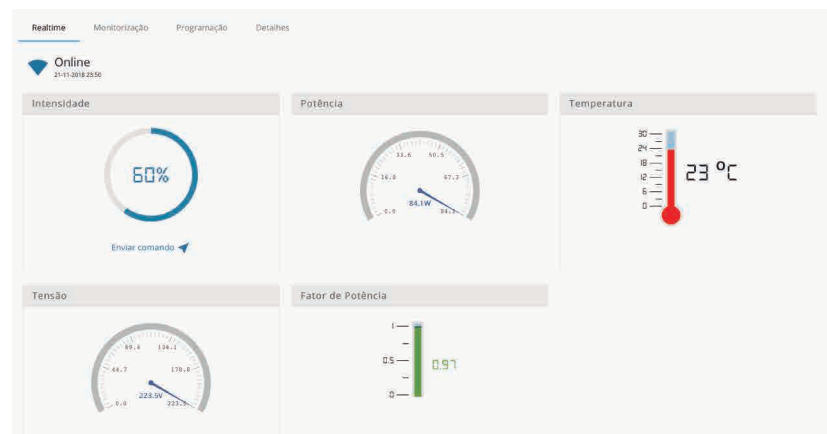 Realtime Monitorização Programação Detalhes
Online
21-11-2018 23:50
Intensidade
60%
Enviar comando
Potência
33.6 50.5
16.8 67.3
84.1W
0.0
Temperatura
30
24
18
12
6
0
23 °C
Tensão
89.4 134.1
44.7 178.8
223.5V
0.0 223.5
Fator de Potência
1
0.5
0
0.97